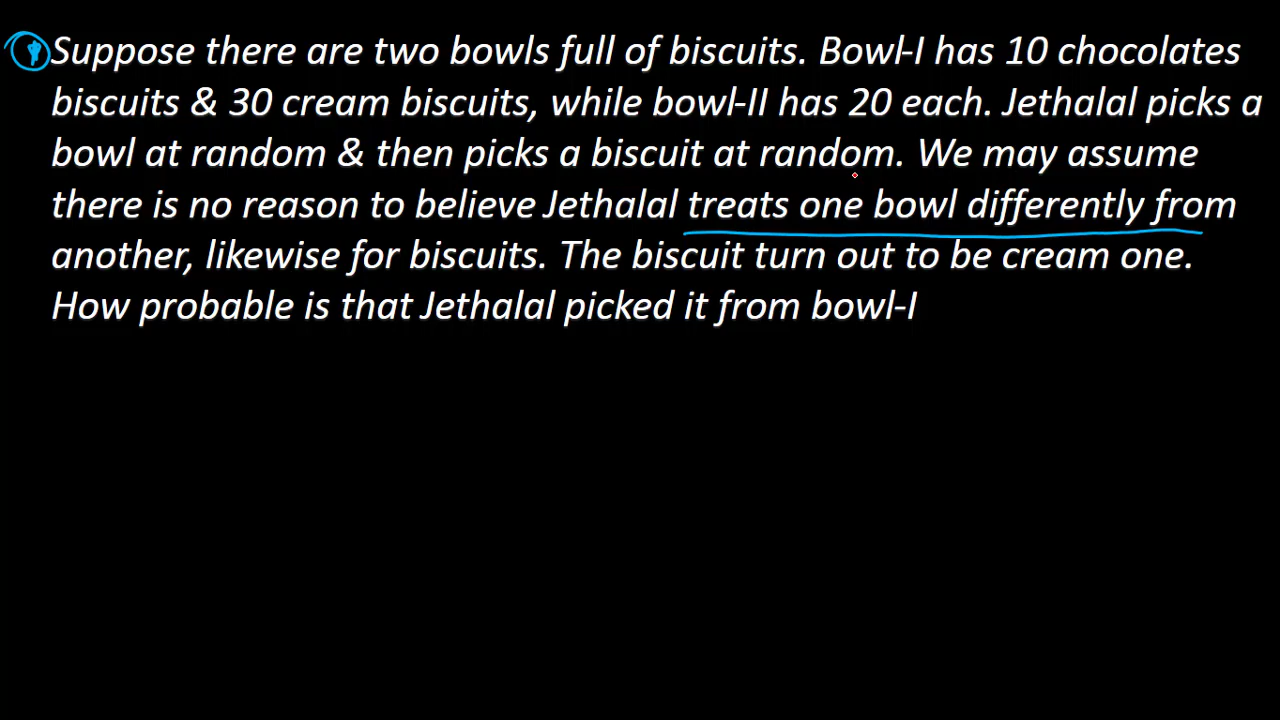 Suppose there are two bowls full of biscuits. Bowl-I has 10 chocolates
biscuits & 30 cream biscuits, while bowl-II has 20 each. Jethalal picks a
bowl at random & then picks a biscuit at random. We may assume
there is no reason to believe Jethalal treats one bowl differently from
another, likewise for biscuits. The biscuit turn out to be cream one.
How probable is that Jethalal picked it from bowl-I